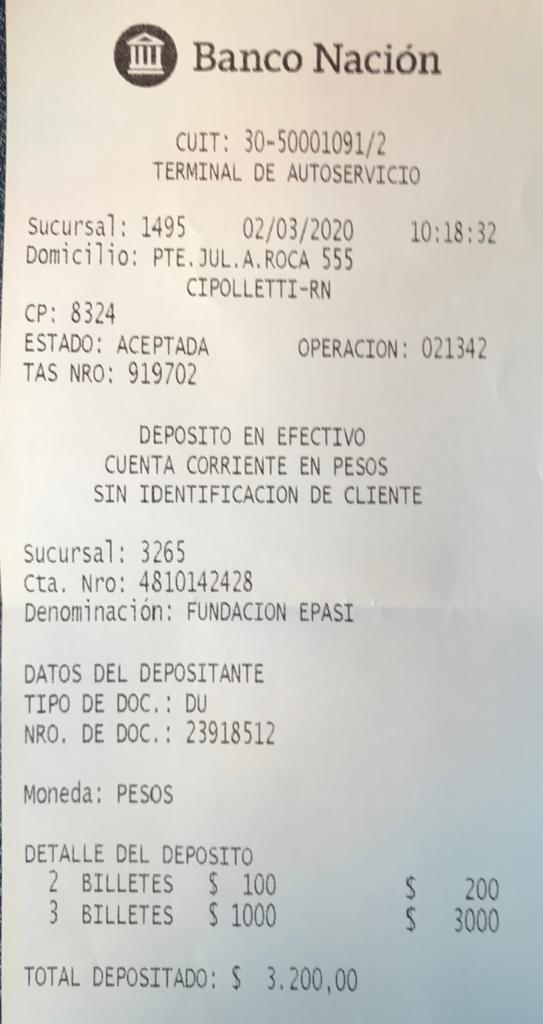 Banco Nación
CUIT: 30-50001091/2
TERMINAL DE AUTOSERVICIO
Sucursal: 1495 02/03/2020 10:18:32
Domicilio: PTE.JUL.A.ROCA 555
CIPOLLETTI-RN
CP: 8324
ESTADO: ACEPTADA OPERACION: 021342
TAS NRO: 919702
DEPOSITO EN EFECTIVO
CUENTA CORRIENTE EN PESOS
SIN IDENTIFICACION DE CLIENTE
Sucursal: 3265
Cta. Nro: 4810142428
Denominación: FUNDACION EPASI
DATOS DEL DEPOSITANTE
TIPO DE DOC.: DU
NRO. DE DOC.: 23918512
Moneda: PESOS
DETALLE DEL DEPOSITO
2 BILLETES $ 100 $ 200
3 BILLETES $ 1000 $ 3000
TOTAL DEPOSITADO: $ 3.200,00